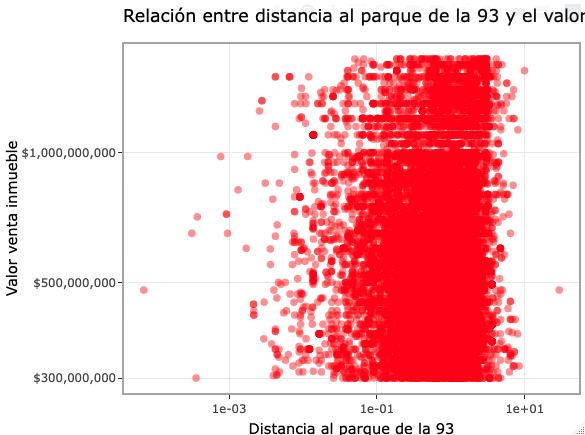 Relación entre distancia al parque de la 93 y el valor
Valor venta inmueble
$1,000,000,000
$500,000,000
$300,000,000
1e-03
1e-01
1e+01
Distancia al parque de la 93